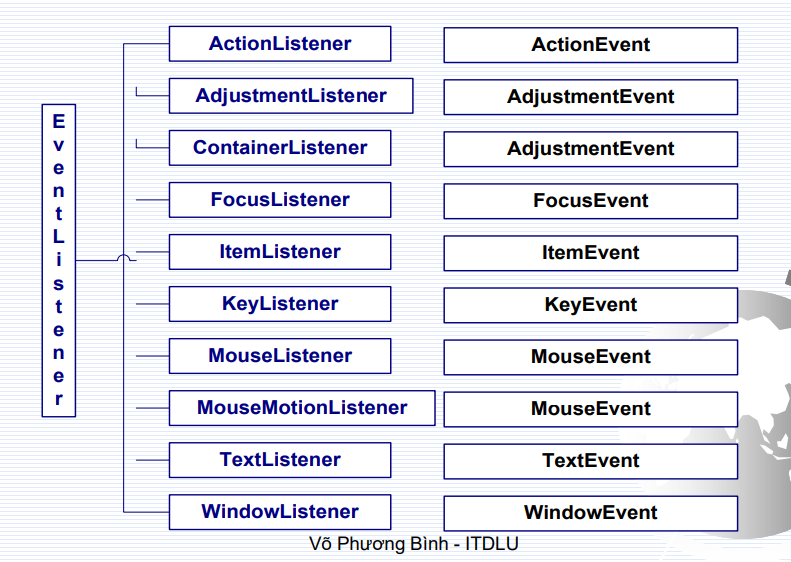 EventListener
ActionListener ActionEvent
AdjustmentListener AdjustmentEvent
ContainerListener AdjustmentEvent
FocusListener FocusEvent
ItemListener ItemEvent
KeyListener KeyEvent
MouseListener MouseEvent
MouseMotionListener MouseEvent
TextListener TextEvent
WindowListener WindowEvent
Võ Phương Bình - ITDLU